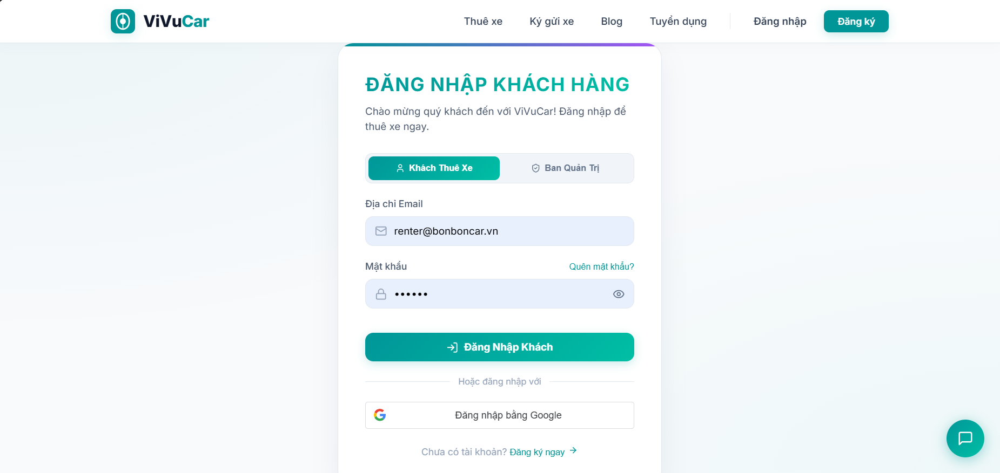 ViVuCar
Thuê xe
Ký gửi xe
Blog
Tuyển dụng
Đăng nhập
Đăng ký
ĐĂNG NHẬP KHÁCH HÀNG
Chào mừng quý khách đến với ViVuCar! Đăng nhập để
thuê xe ngay.
Khách Thuê Xe
Ban Quản Trị
Địa chỉ Email
renter@bonboncar.vn
Mật khẩu
Quên mật khẩu?
••••••
Đăng Nhập Khách
Hoặc đăng nhập với
Đăng nhập bằng Google
Chưa có tài khoản? Đăng ký ngay →